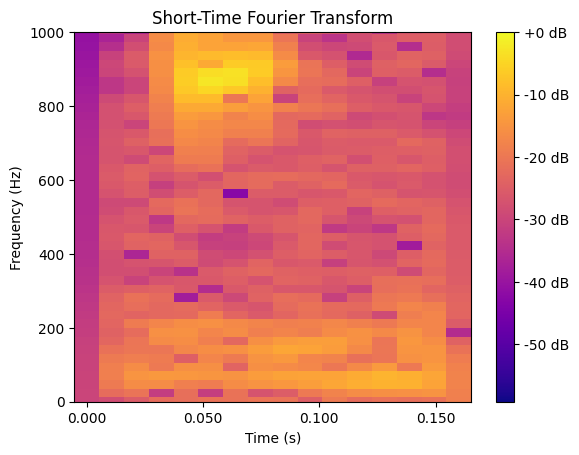 Short-Time Fourier Transform
Frequency (Hz)
1000
800
600
400
200
0
0.000
0.050
0.100
0.150
Time (s)
+0 dB
-10 dB
-20 dB
-30 dB
-40 dB
-50 dB